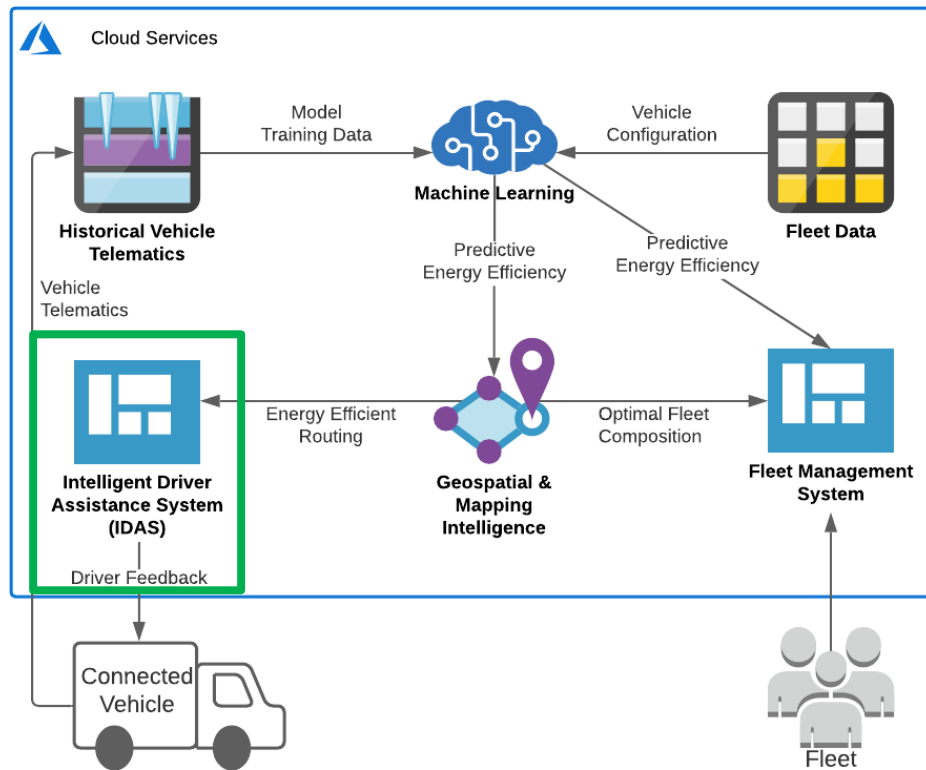 Cloud Services
Model
Training Data
Vehicle
Configuration
Machine Learning
Historical Vehicle
Telematics
Fleet Data
Predictive
Energy Efficiency
Predictive
Energy Efficiency
Vehicle
Telematics
Energy Efficient
Routing
Optimal Fleet
Composition
Intelligent Driver
Assistance System
(IDAS)
Geospatial &
Mapping
Intelligence
Fleet Management
System
Driver Feedback
Connected
Vehicle
Fleet